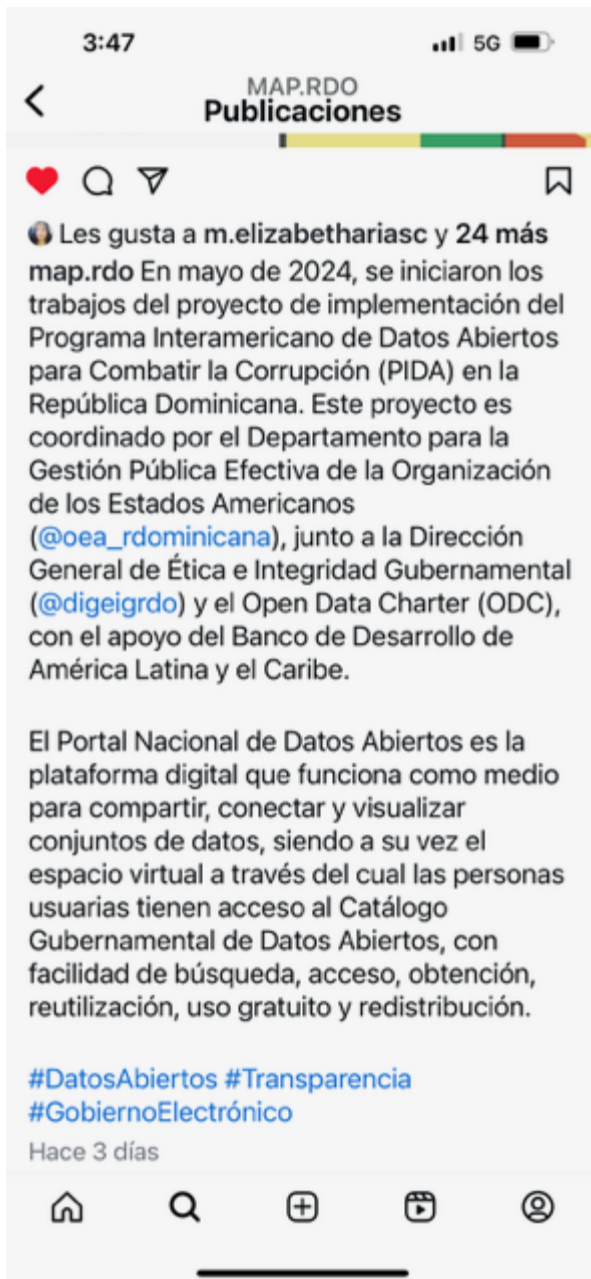 3:47
5G
MAP.RDO
Publicaciones
Les gusta a m.elizabethariasc y 24 más
map.rdo En mayo de 2024, se iniciaron los
trabajos del proyecto de implementación del
Programa Interamericano de Datos Abiertos
para Combatir la Corrupción (PIDA) en la
República Dominicana. Este proyecto es
coordinado por el Departamento para la
Gestión Pública Efectiva de la Organización
de los Estados Americanos
(@oea_rdominicana), junto a la Dirección
General de Ética e Integridad Gubernamental
(@digeigrdo) y el Open Data Charter (ODC),
con el apoyo del Banco de Desarrollo de
América Latina y el Caribe.
El Portal Nacional de Datos Abiertos es la
plataforma digital que funciona como medio
para compartir, conectar y visualizar
conjuntos de datos, siendo a su vez el
espacio virtual a través del cual las personas
usuarias tienen acceso al Catálogo
Gubernamental de Datos Abiertos, con
facilidad de búsqueda, acceso, obtención,
reutilización, uso gratuito y redistribución.
#DatosAbiertos #Transparencia
#GobiernoElectrónico
Hace 3 días